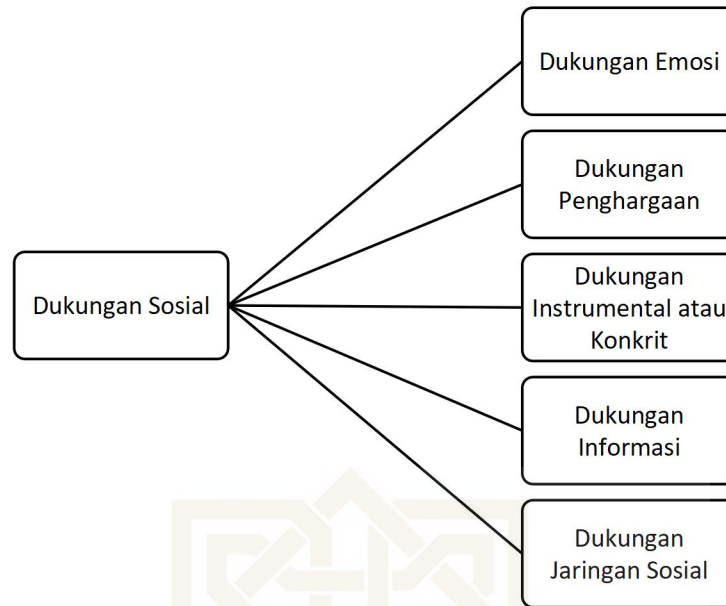 Dukungan Emosi
Dukungan
Penghargaan
Dukungan Sosial
Dukungan
Instrumental atau
Konkrit
Dukungan
Informasi
Dukungan
Jaringan Sosial